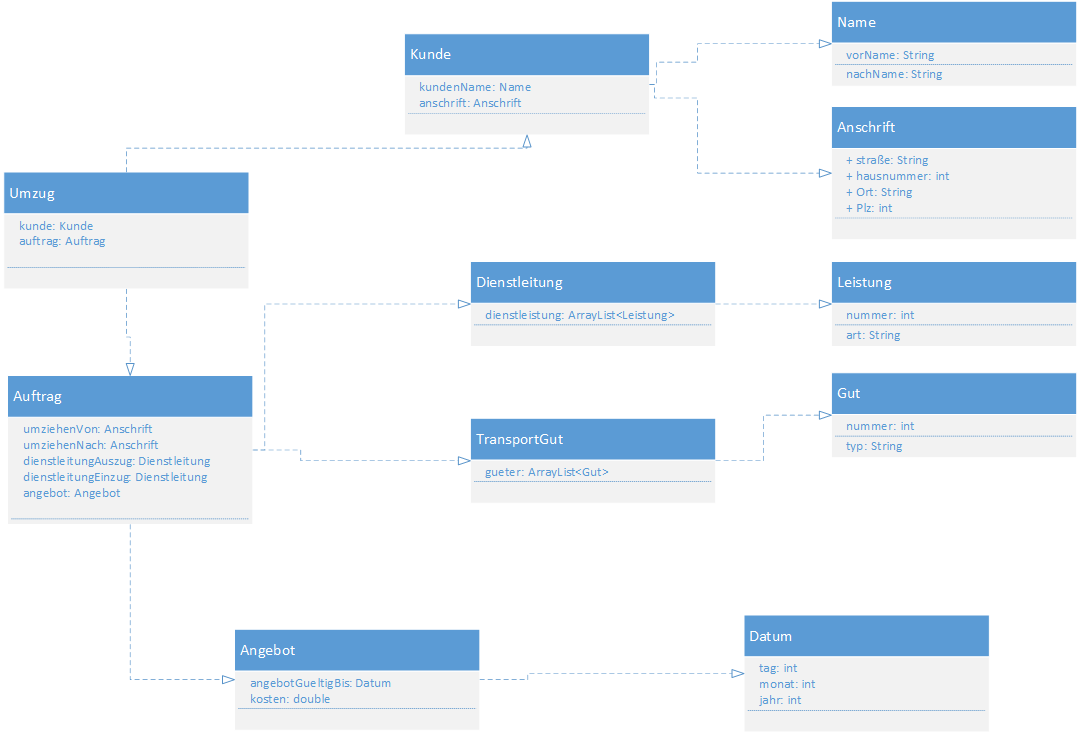 Name
vorName: String
nachName: String
Kunde
kundenName: Name
anschrift: Anschrift
Anschrift
+ straße: String
+ hausnummer: int
+ Ort: String
+ Plz: int
Umzug
kunde: Kunde
auftrag: Auftrag
Dienstleitung
dienstleistung: ArrayList<Leistung>
Leistung
nummer: int
art: String
Auftrag
umziehenVon: Anschrift
umziehenNach: Anschrift
dienstleitungAuszug: Dienstleitung
dienstleitungEinzug: Dienstleitung
angebot: Angebot
TransportGut
gueter: ArrayList<Gut>
Gut
nummer: int
typ: String
Angebot
angebotGueltigBis: Datum
kosten: double
Datum
tag: int
monat: int
jahr: int